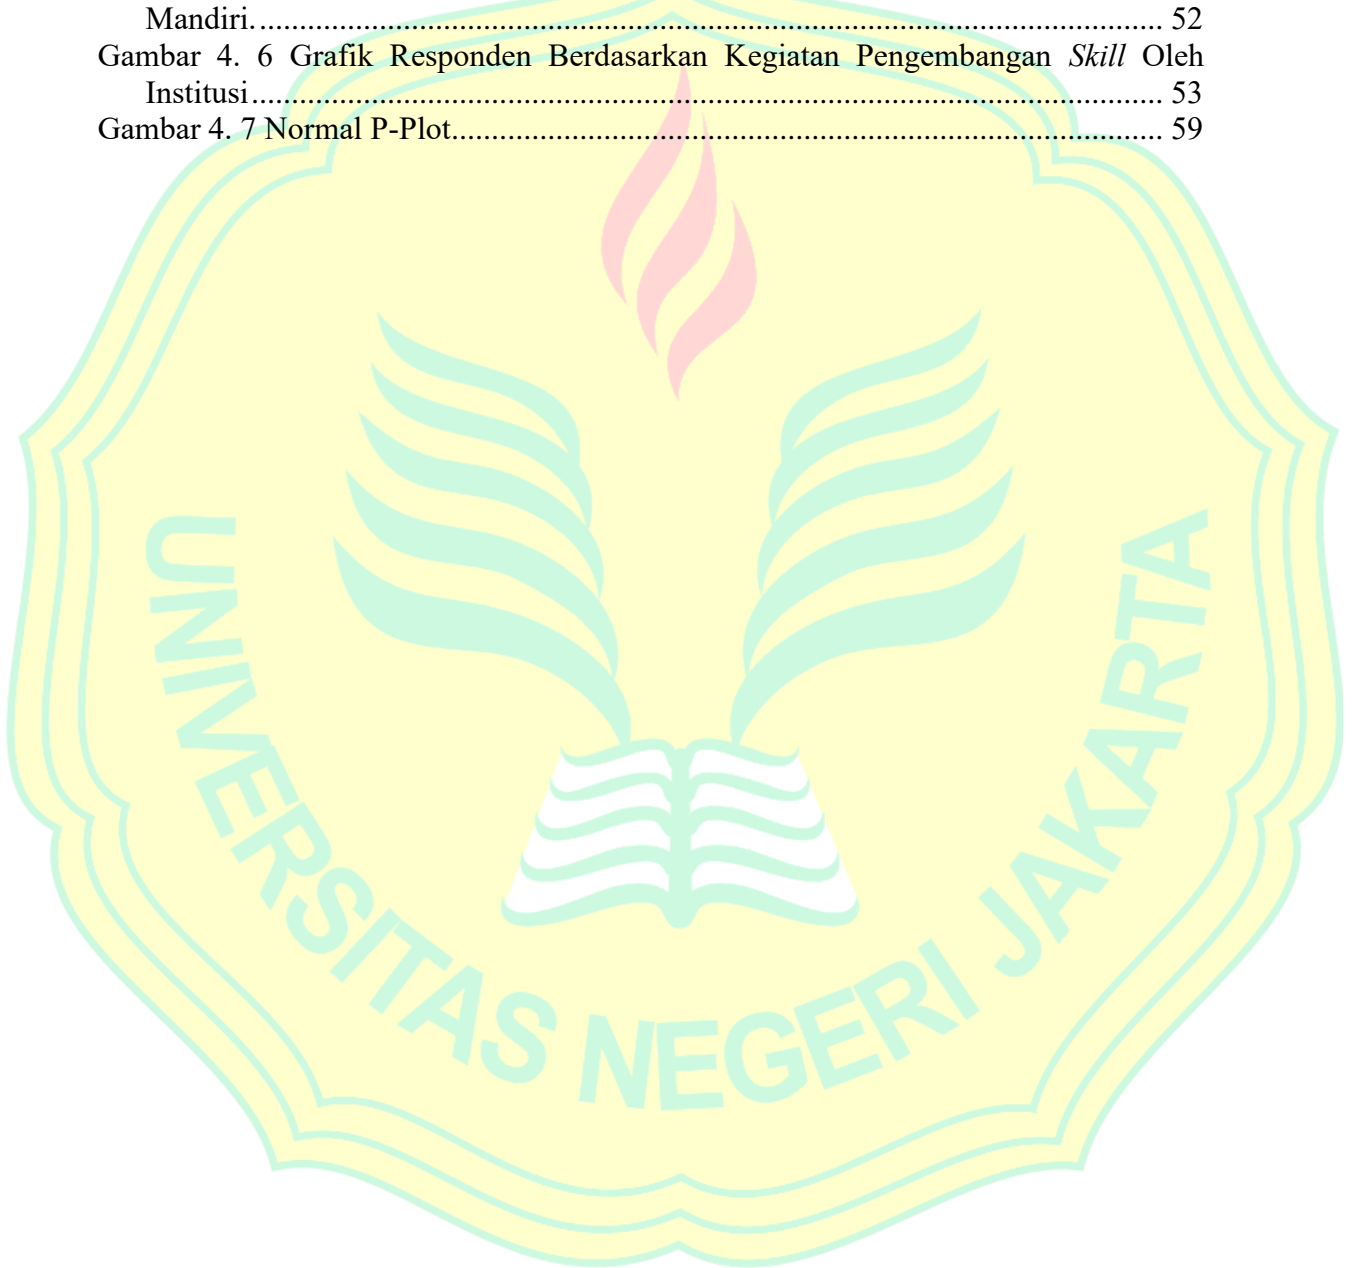 Mandiri. ........................................................................................................ 52
Gambar 4. 6 Grafik Responden Berdasarkan Kegiatan Pengembangan Skill Oleh
Institusi ........................................................................................................ 53
Gambar 4. 7 Normal P-Plot ........................................................................................ 59
UNIVERSITAS NEGERI JAKARTA